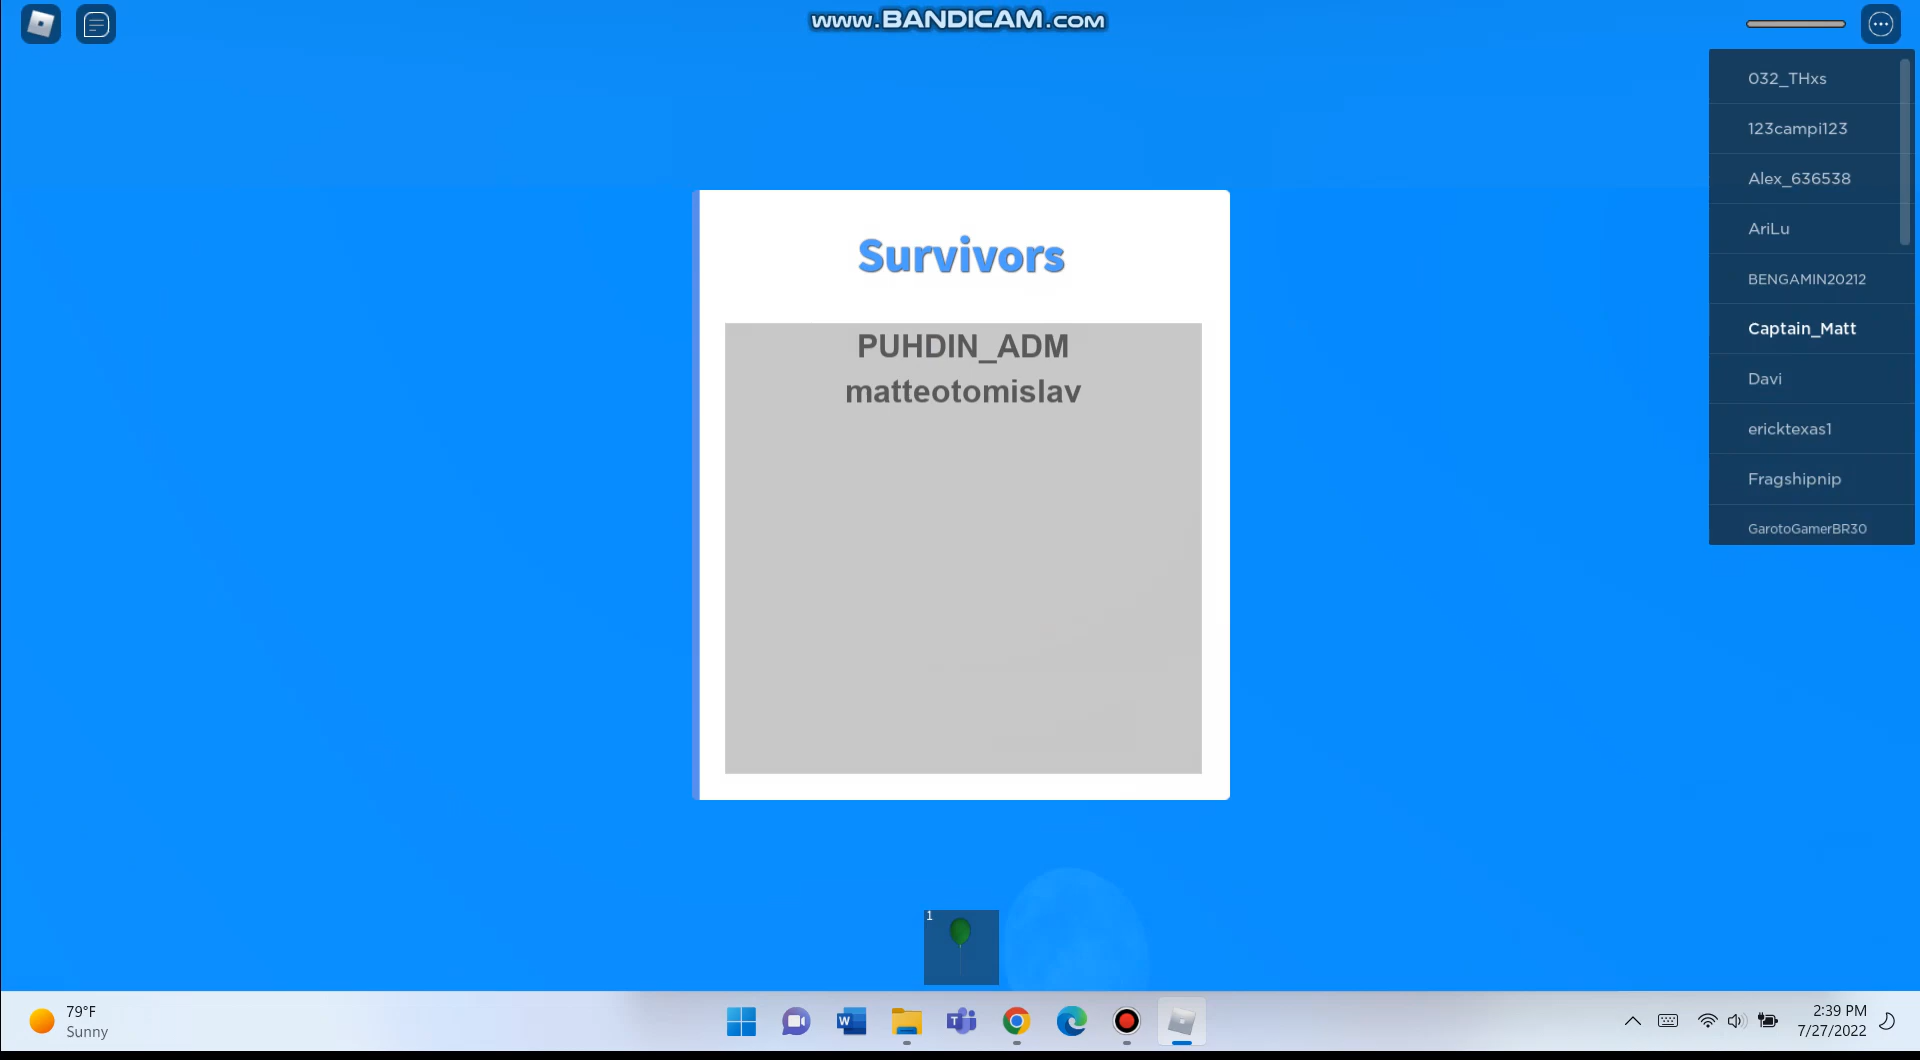 www.BANDICAM.com
032_THxs
123campi123
Alex_636538
AriLu
BENGAMIN20212
Captain_Matt
Davi
ericktexas1
Fragshipnip
GarotoGamerBR30
Survivors
PUHDIN_ADM
matteotomislav
1
79°F
Sunny
W
T
2:39 PM
7/27/2022